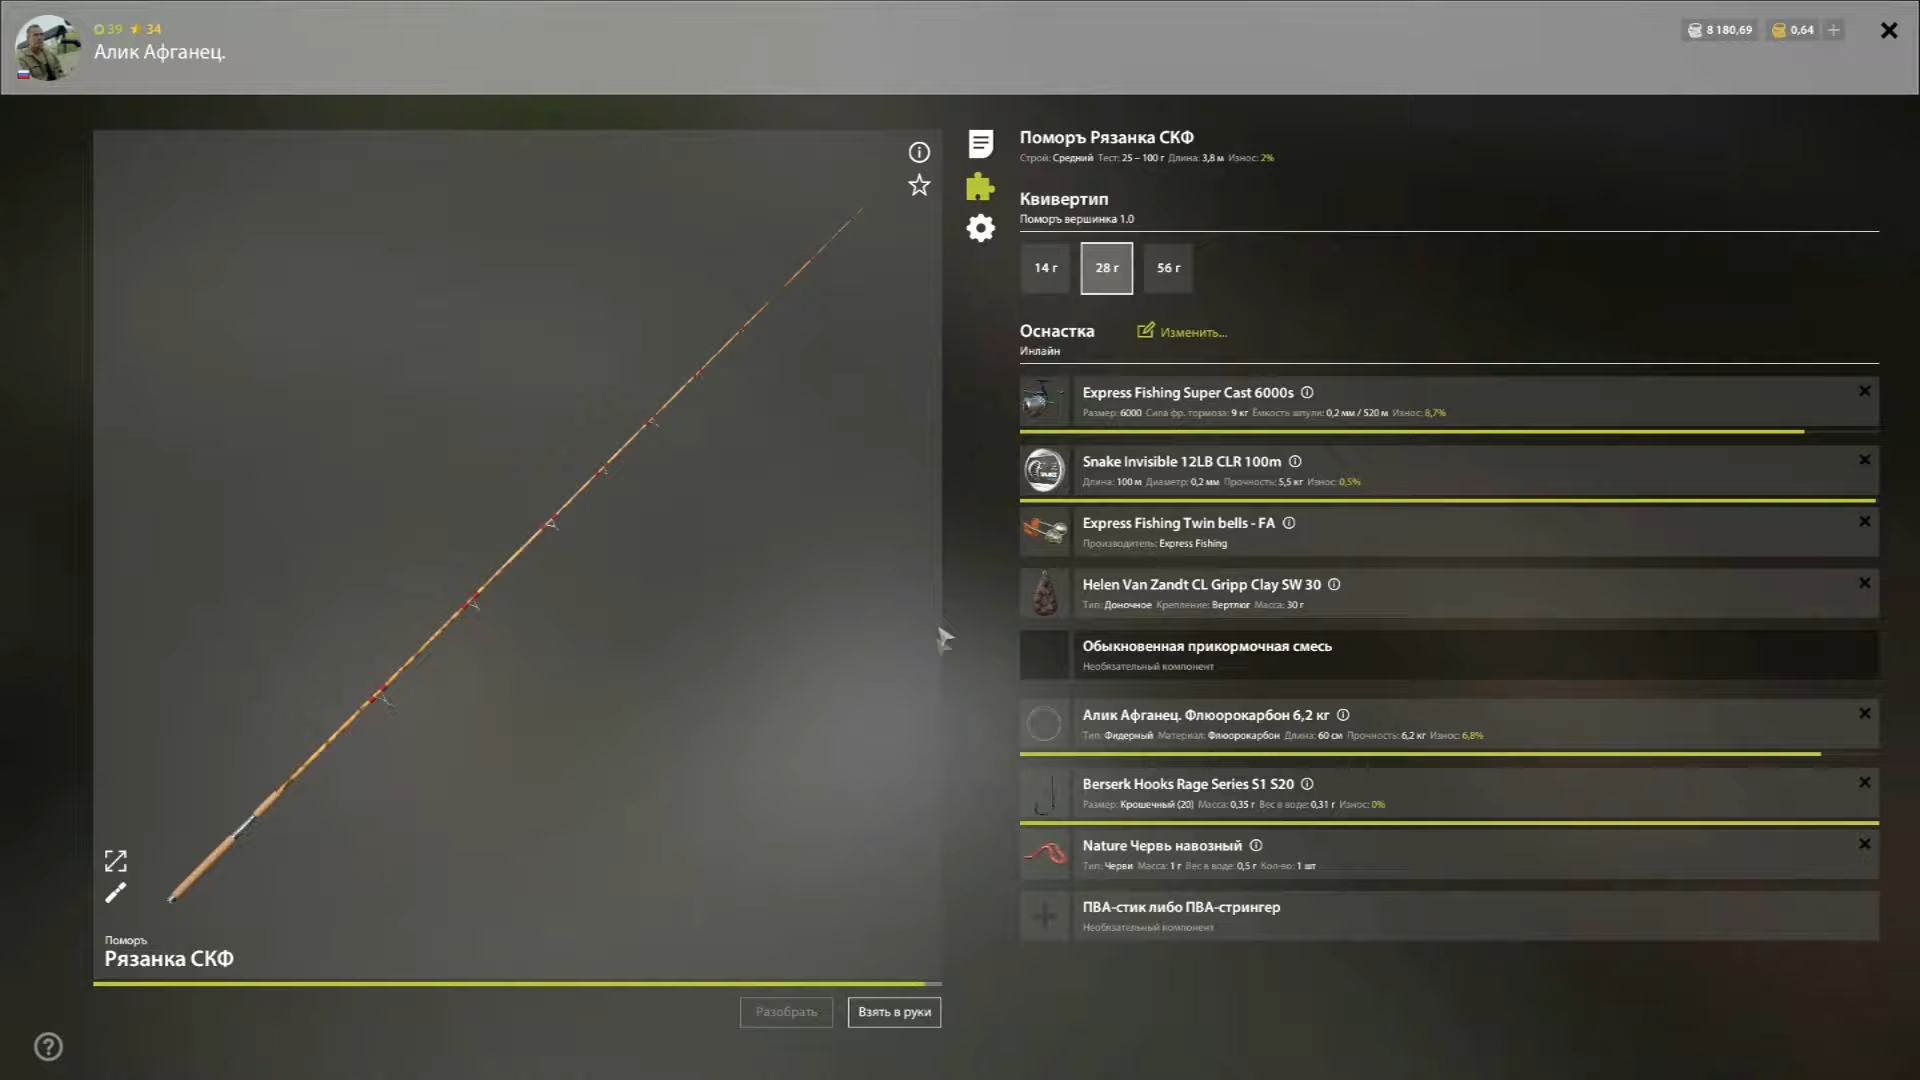 39 34
Алик Афганец.
8 180,69 0,64
Поморъ Рязанка СКФ
Строй: Средний Тест: 25 – 100 г Длина: 3,8 м Износ: 2%
Квивертип
Поморъ вершинка 1.0
14 г 28 г 56 г
Оснастка Изменить...
Инлайн
Express Fishing Super Cast 6000s
Размер: 6000 Сила фр. тормоза: 9 кг Ёмкость шпули: 0,2 мм / 520 м Износ: 8,7%
Snake Invisible 12LB CLR 100m
Длина: 100 м Диаметр: 0,2 мм Прочность: 5,5 кг Износ: 0,5%
Express Fishing Twin bells - FA
Производитель: Express Fishing
Helen Van Zandt CL Gripp Clay SW 30
Тип: Доночное Крепление: Вертлюг Масса: 30 г
Обыкновенная прикормочная смесь
Необязательный компонент
Алик Афганец. Флюорокарбон 6,2 кг
Тип: Фидерный Материал: Флюорокарбон Длина: 60 см Прочность: 6,2 кг Износ: 6,8%
Berserk Hooks Rage Series S1 S20
Размер: Крошечный (20) Масса: 0,35 г Вес в воде: 0,31 г Износ: 0%
Nature Червь навозный
Тип: Черви Масса: 1 г Вес в воде: 0,5 г Кол-во: 1 шт
ПВА-стик либо ПВА-стрингер
Необязательный компонент
Поморъ
Рязанка СКФ
Разобрать Взять в руки